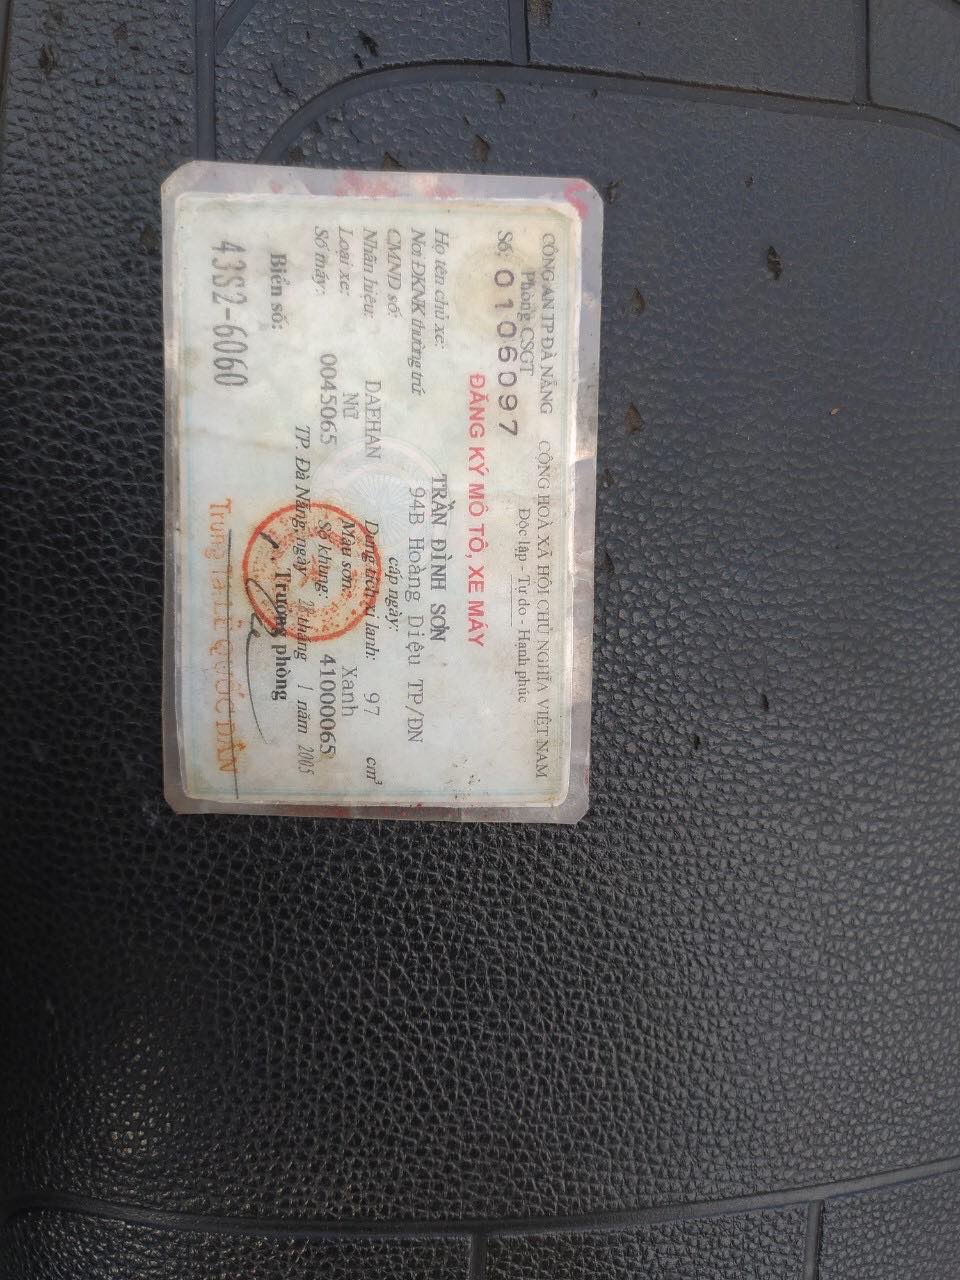 CÔNG AN TP ĐÀ NẴNG
Phòng CSGT
Số: 0106097
CỘNG HOÀ XÃ HỘI CHỦ NGHĨA VIỆT NAM
Độc lập - Tự do - Hạnh phúc
ĐĂNG KÝ MÔ TÔ, XE MÁY
Họ tên chủ xe: TRẦN ĐÌNH SƠN
Nơi ĐKNK thường trú 94B Hoàng Diệu TP/ĐN
CMND số: cấp ngày:
Nhãn hiệu: DAEHAN Dung tích xi lanh: 97 cm³
Loại xe: Nữ Màu sơn: Xanh
Số máy: 0045065 Số khung: 41000065
TP. Đà Nẵng, ngày tháng 1 năm 2005
Biển số: Trưởng phòng
43S2-6060
Trung Tá LÊ QUỐC DÂN